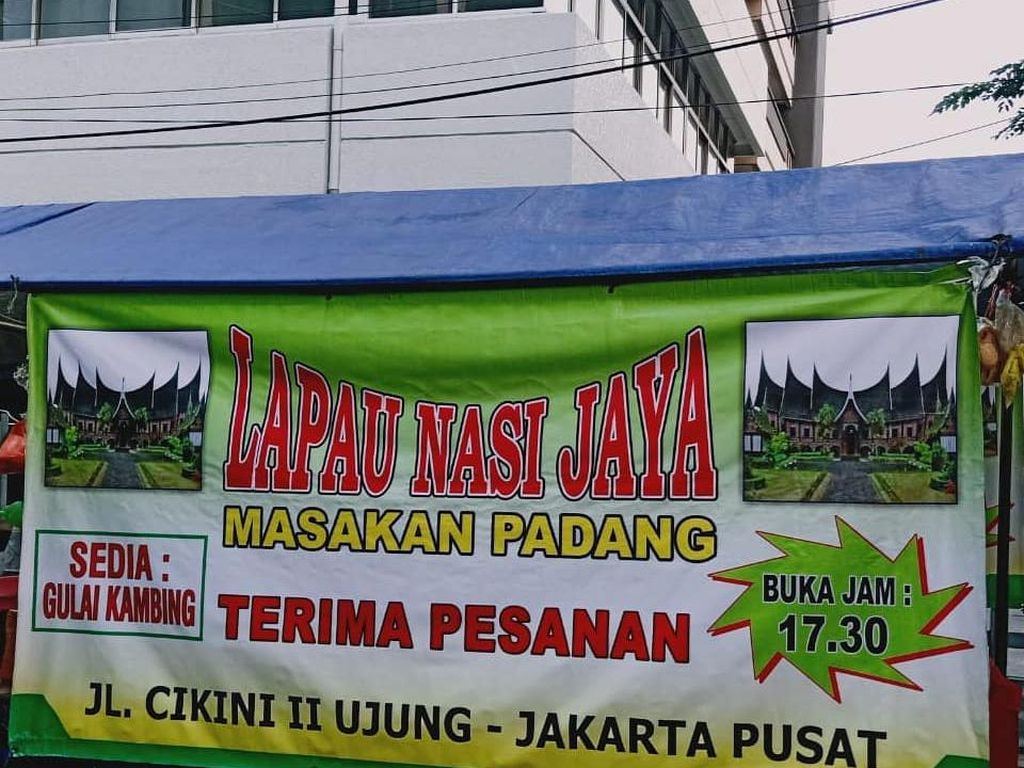 LAPAU NASI JAYA
MASAKAN PADANG
SEDIA :
GULAI KAMBING
TERIMA PESANAN
BUKA JAM :
17.30
JL. CIKINI II UJUNG - JAKARTA PUSAT